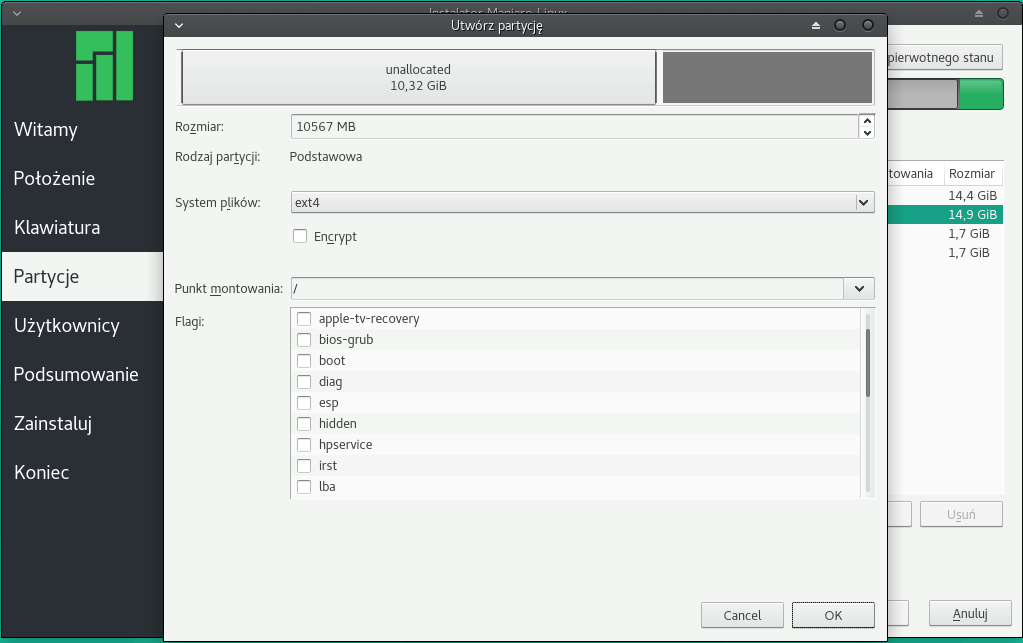 Instalator Manjaro Linux
Utwórz partycję
unallocated
10,32 GiB
Rozmiar:
10567 MB
Rodzaj partycji:
Podstawowa
System plików:
ext4
Encrypt
Punkt montowania:
/
Flagi:
apple-tv-recovery
bios-grub
boot
diag
esp
hidden
hpservice
irst
lba
Cancel
OK
Witamy
Położenie
Klawiatura
Partycje
Użytkownicy
Podsumowanie
Zainstaluj
Koniec
pierwotnego stanu
towania
Rozmiar
14,4 GiB
14,9 GiB
1,7 GiB
1,7 GiB
Usuń
Anuluj